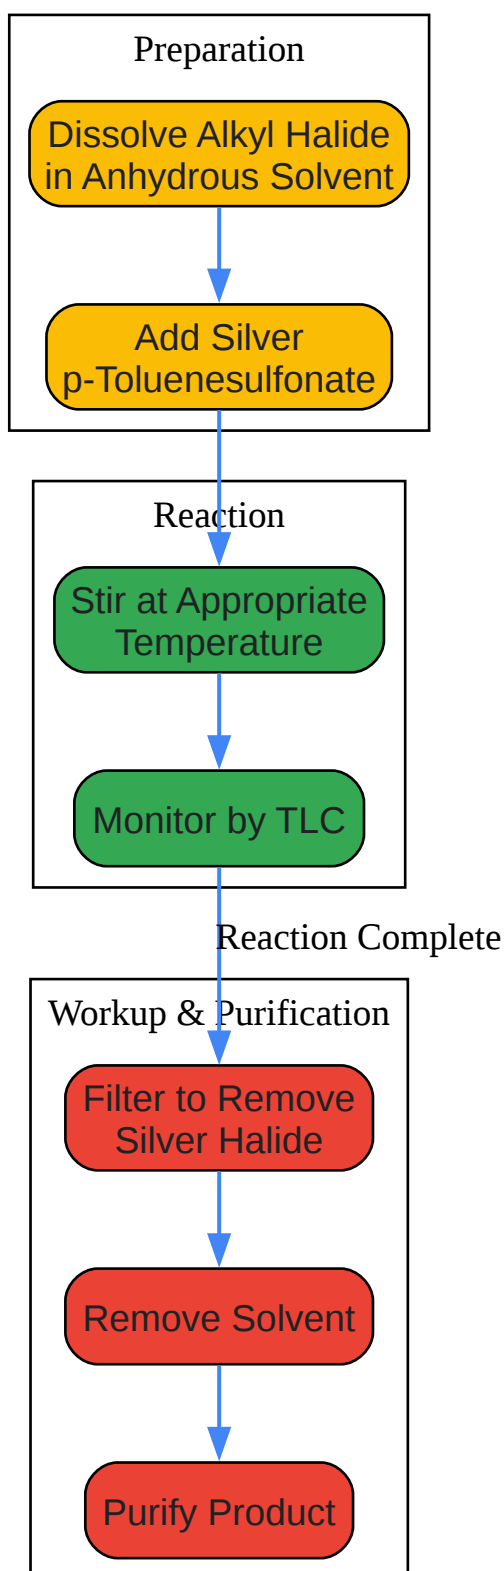 Preparation
Dissolve Alkyl Halide
in Anhydrous Solvent
Add Silver
p-Toluenesulfonate
Reaction
Stir at Appropriate
Temperature
Monitor by TLC
Reaction Complete
Workup & Purification
Filter to Remove
Silver Halide
Remove Solvent
Purify Product